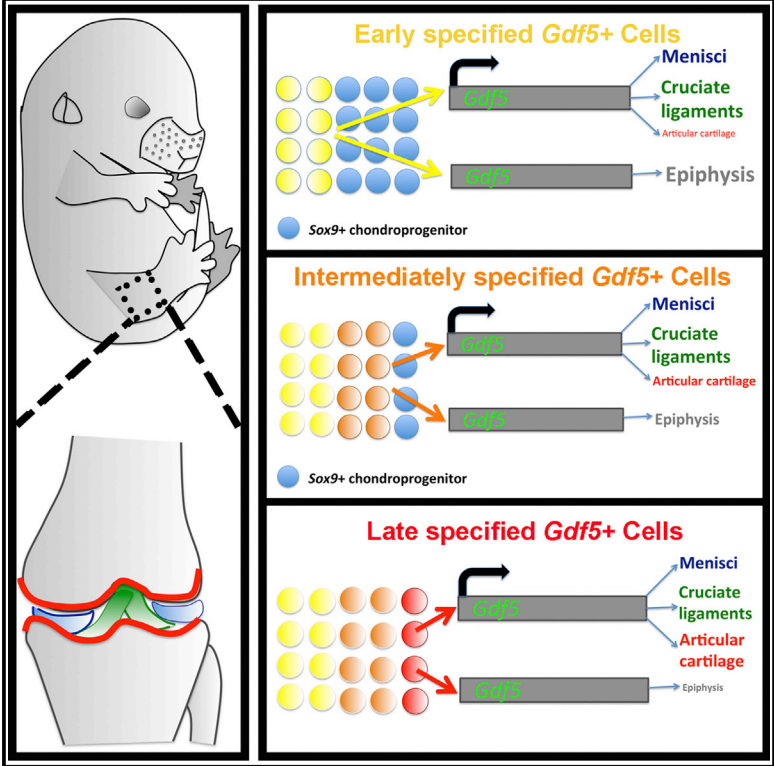 Early specified Gdf5+ Cells
Gdf5
Menisci
Cruciate
ligaments
Articular cartilage
Gdf5
Epiphysis
Sox9+ chondroprogenitor
Intermediately specified Gdf5+ Cells
Gdf5
Menisci
Cruciate
ligaments
Articular cartilage
Gdf5
Epiphysis
Sox9+ chondroprogenitor
Late specified Gdf5+ Cells
Gdf5
Menisci
Cruciate
ligaments
Articular
cartilage
Gdf5
Epiphysis